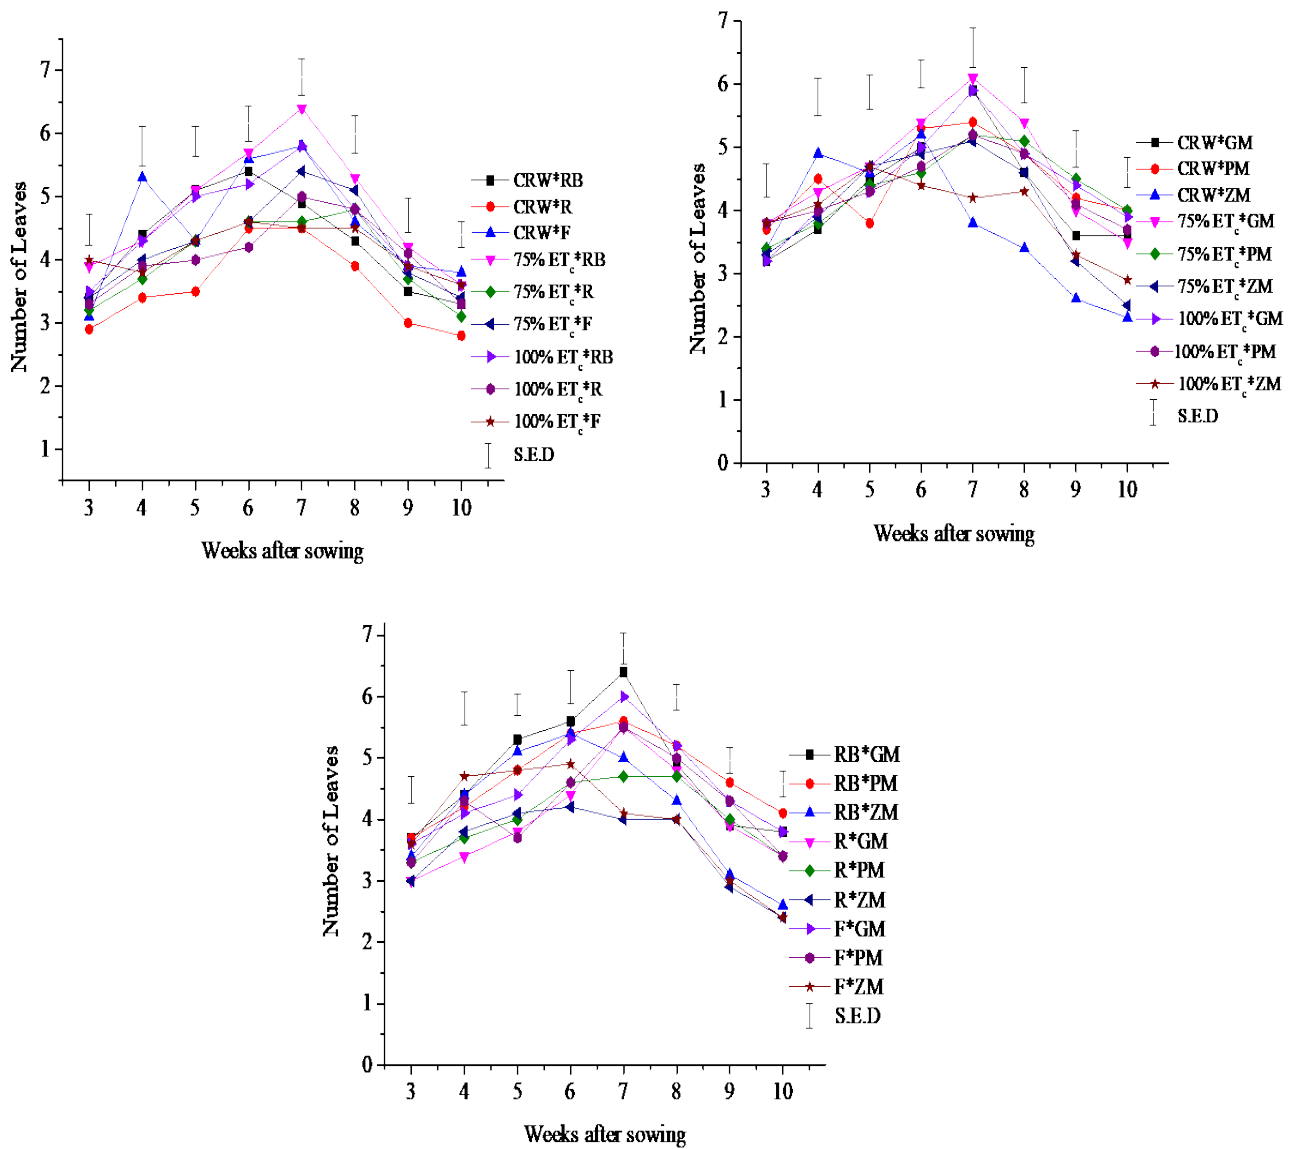 Number of Leaves
7
6
5
4
3
2
1
3 4 5 6 7 8 9 10
Weeks after sowing
CRW*RB
CRW*R
CRW*F
75% ETc*RB
75% ETc*R
75% ETc*F
100% ETc*RB
100% ETc*R
100% ETc*F
S.E.D
Number of Leaves
7
6
5
4
3
2
1
0
3 4 5 6 7 8 9 10
Weeks after sowing
CRW*GM
CRW*PM
CRW*ZM
75% ETc*GM
75% ETc*PM
75% ETc*ZM
100% ETc*GM
100% ETc*PM
100% ETc*ZM
S.E.D
Number of Leaves
7
6
5
4
3
2
1
0
3 4 5 6 7 8 9 10
Weeks after sowing
RB*GM
RB*PM
RB*ZM
R*GM
R*PM
R*ZM
F*GM
F*PM
F*ZM
S.E.D